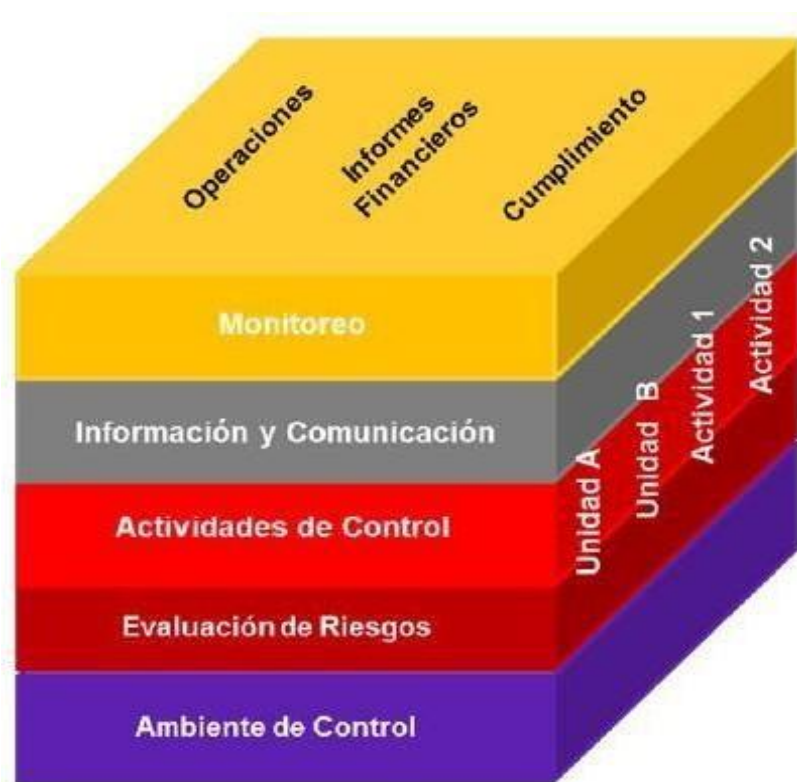 Operaciones
Informes
Financieros
Cumplimiento
Monitoreo
Información y Comunicación
Actividades de Control
Evaluación de Riesgos
Ambiente de Control
Unidad A
Unidad B
Actividad 1
Actividad 2